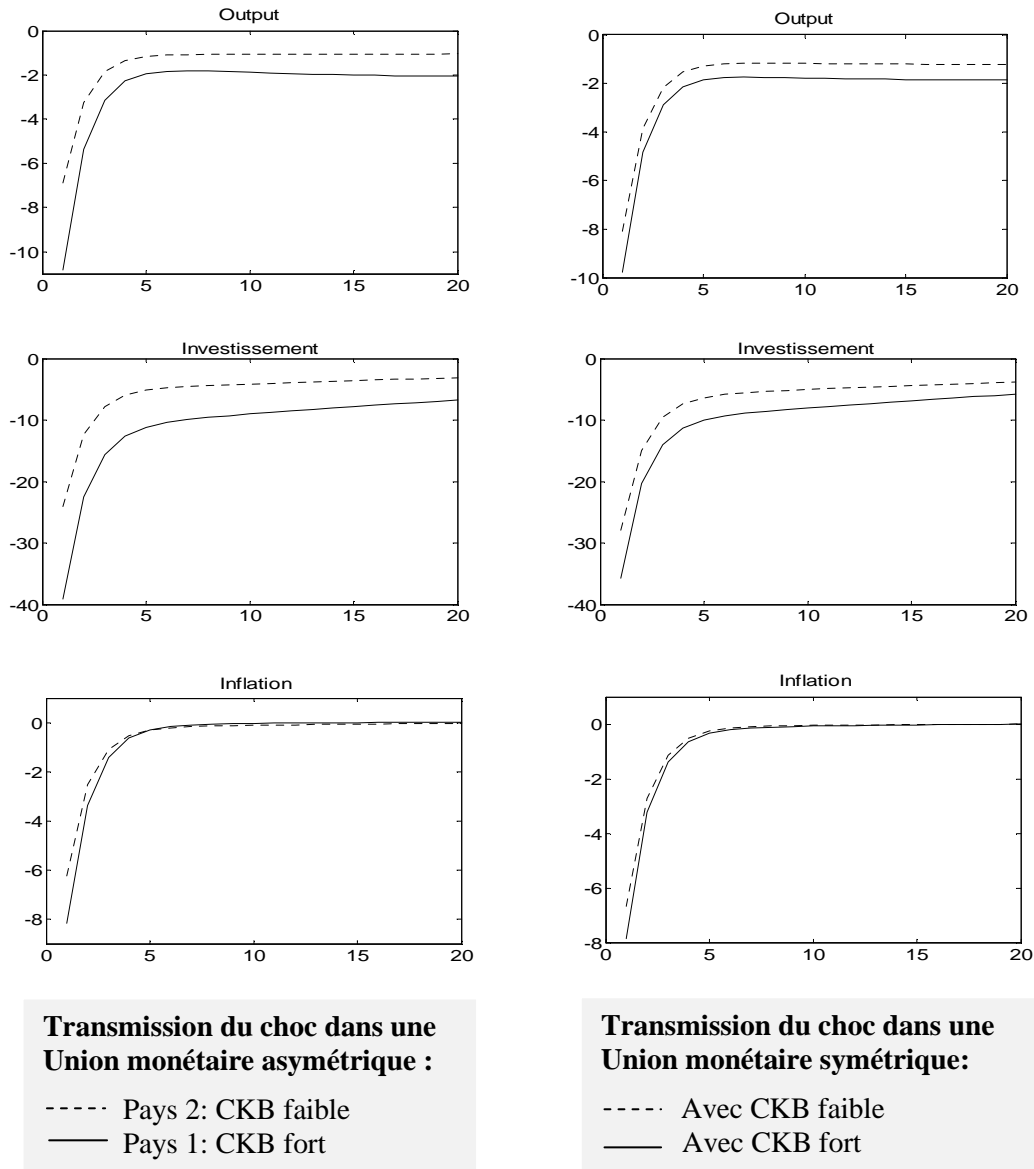 Output
0
-2
-4
-6
-8
-10
0 5 10 15 20
Output
0
-2
-4
-6
-8
-10
0 5 10 15 20
Investissement
0
-10
-20
-30
-40
0 5 10 15 20
Investissement
0
-10
-20
-30
-40
0 5 10 15 20
Inflation
0
-2
-4
-6
-8
0 5 10 15 20
Inflation
0
-2
-4
-6
-8
0 5 10 15 20
Transmission du choc dans une
Union monétaire asymétrique :
Pays 2: CKB faible
Pays 1: CKB fort
Transmission du choc dans une
Union monétaire symétrique:
Avec CKB faible
Avec CKB fort